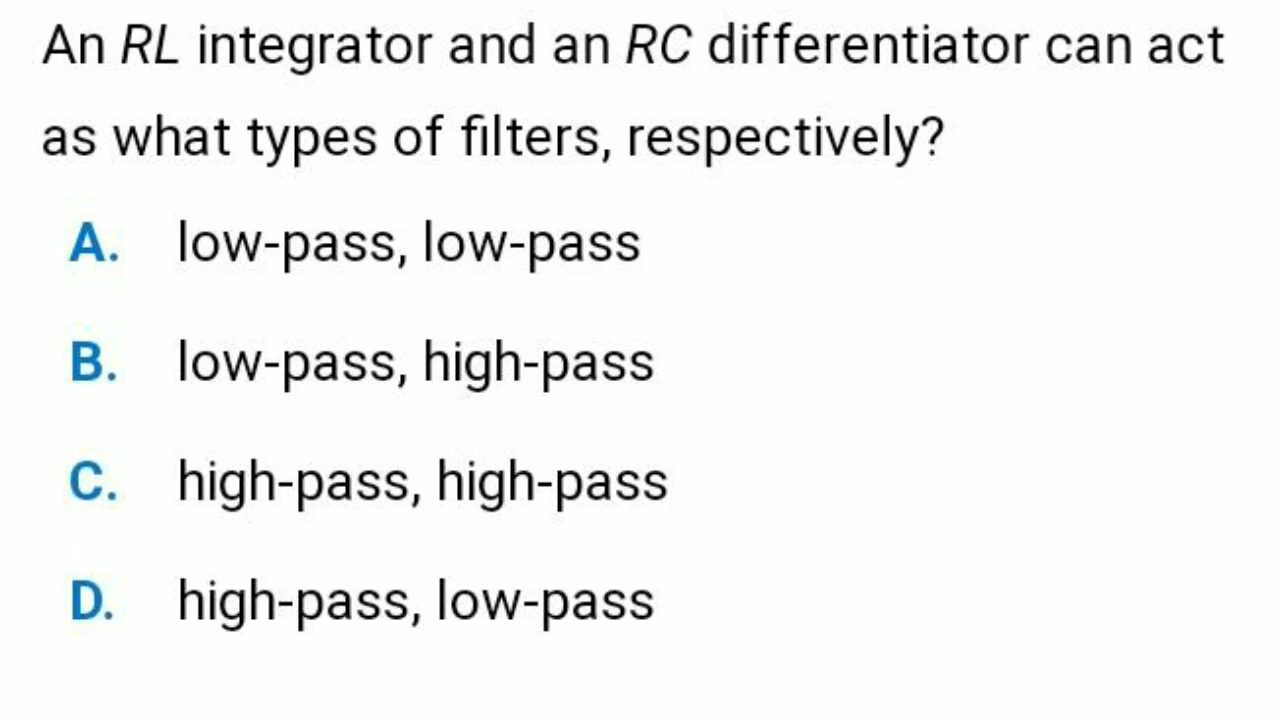 An RL integrator and an RC differentiator can act
as what types of filters, respectively?
A. low-pass, low-pass
B. low-pass, high-pass
C. high-pass, high-pass
D. high-pass, low-pass